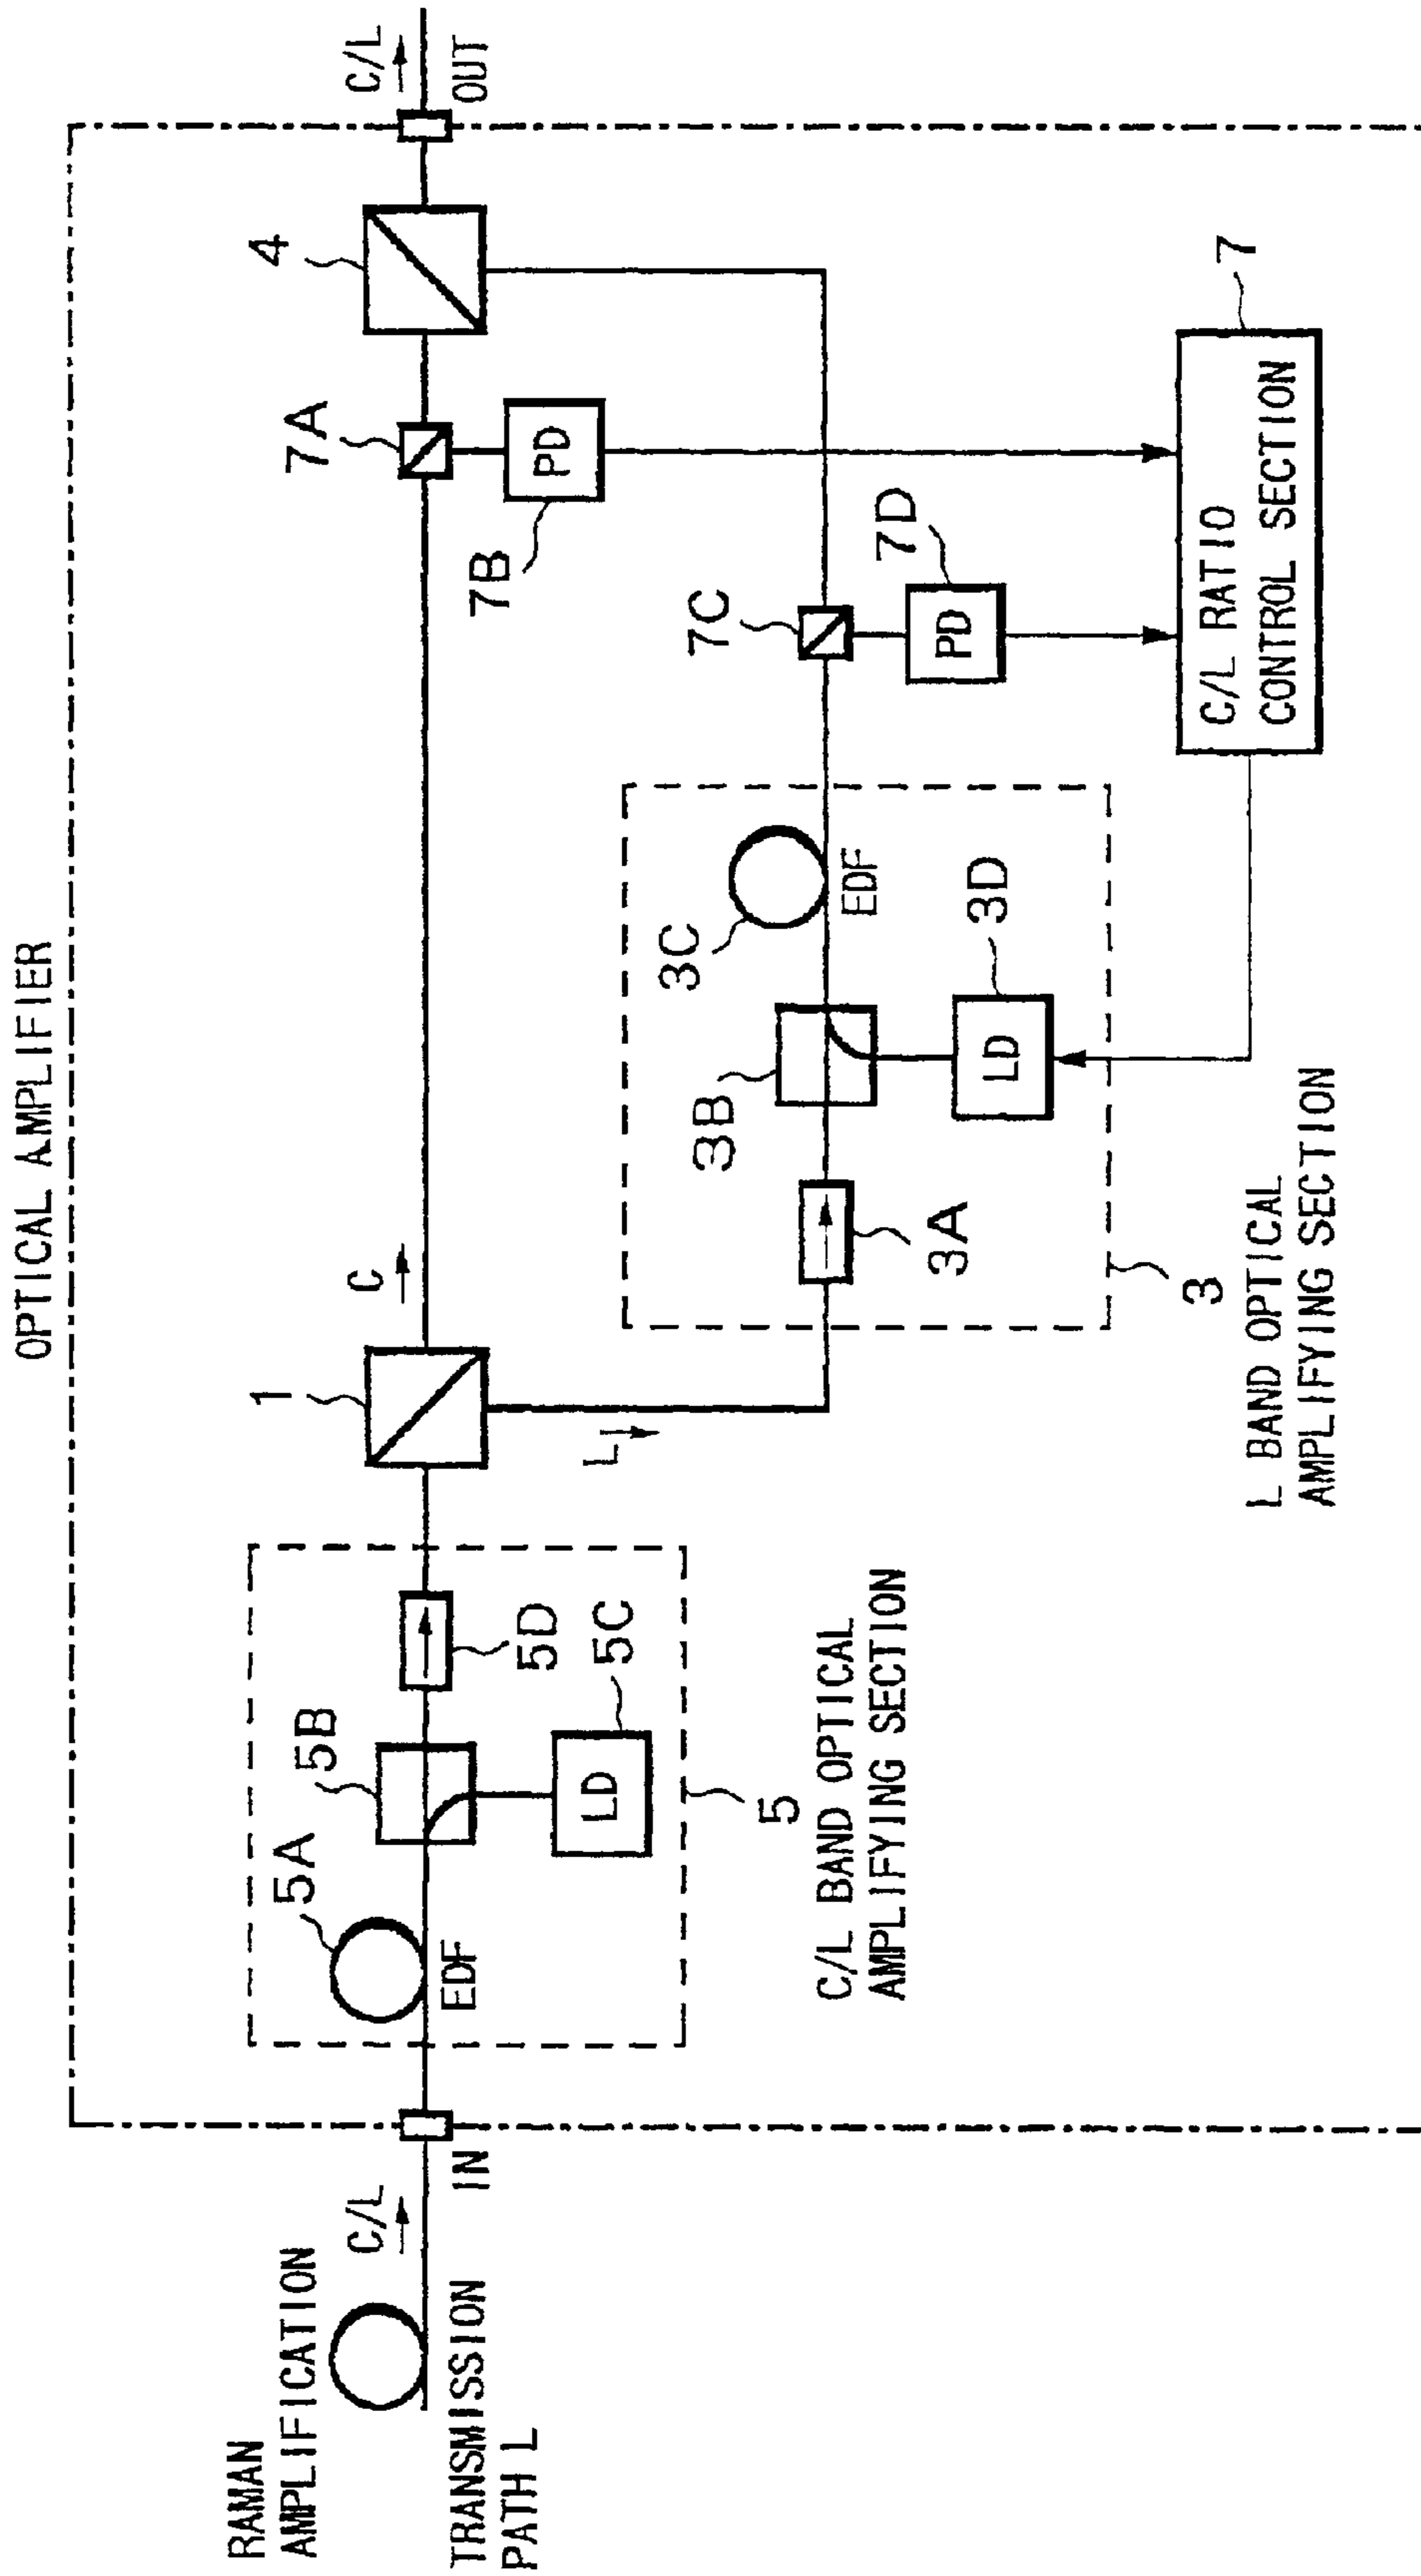 OPTICAL AMPLIFIER
RAMAN
AMPLIFICATION
TRANSMISSION
PATH L
C/L
IN
5A
EDF
5B
LD
5C
5D
5
C/L BAND OPTICAL
AMPLIFYING SECTION
1
C
L
3A
3B
3C
EDF
LD
3D
3
L BAND OPTICAL
AMPLIFYING SECTION
7A
PD
7B
7C
PD
7D
C/L RATIO
CONTROL SECTION
7
4
C/L
OUT